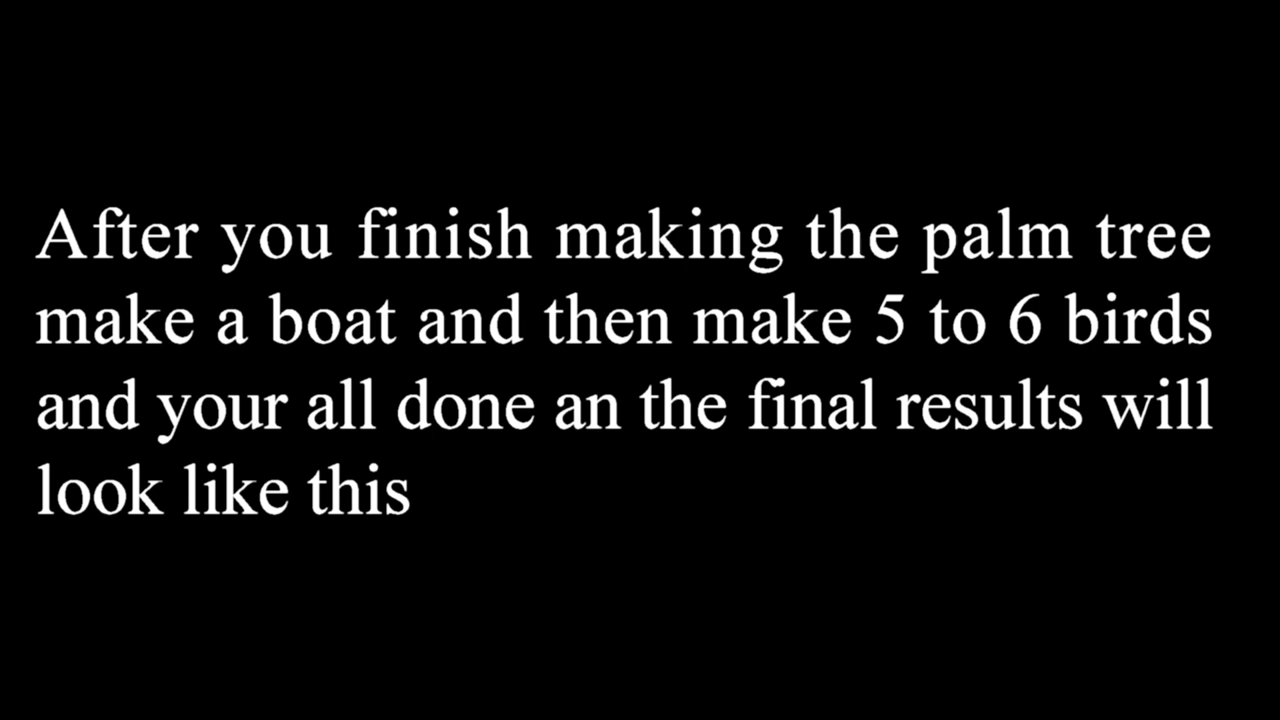 After you finish making the palm tree
make a boat and then make 5 to 6 birds
and your all done an the final results will
look like this